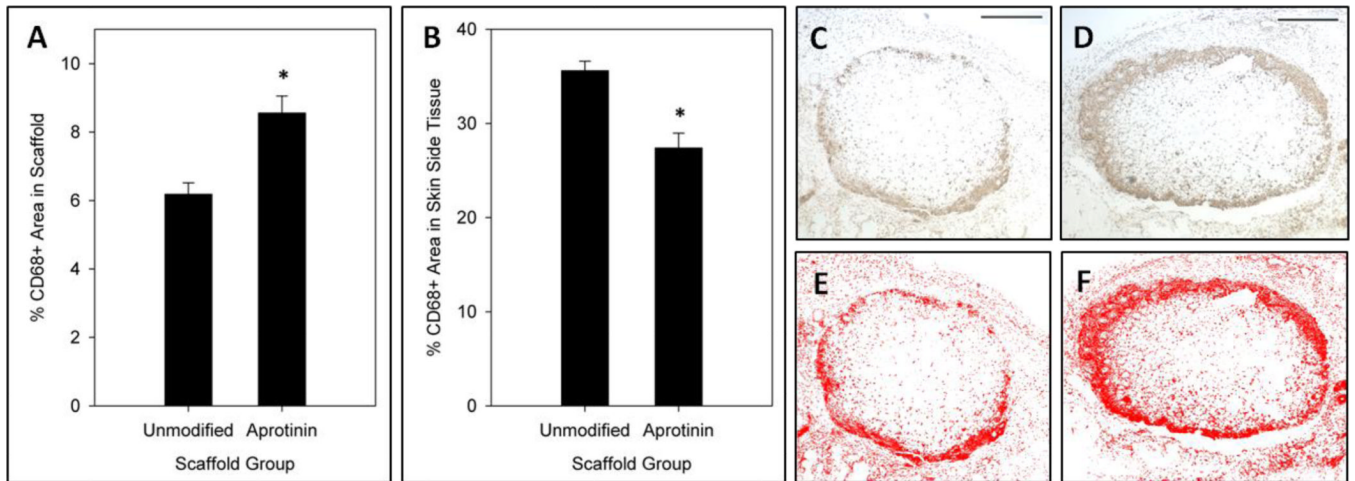 A
% CD68+ Area in Scaffold
10
8
6
4
2
0
*
Unmodified Aprotinin
Scaffold Group
B
% CD68+ Area in Skin Side Tissue
40
30
20
10
0
*
Unmodified Aprotinin
Scaffold Group
C
D
E
F